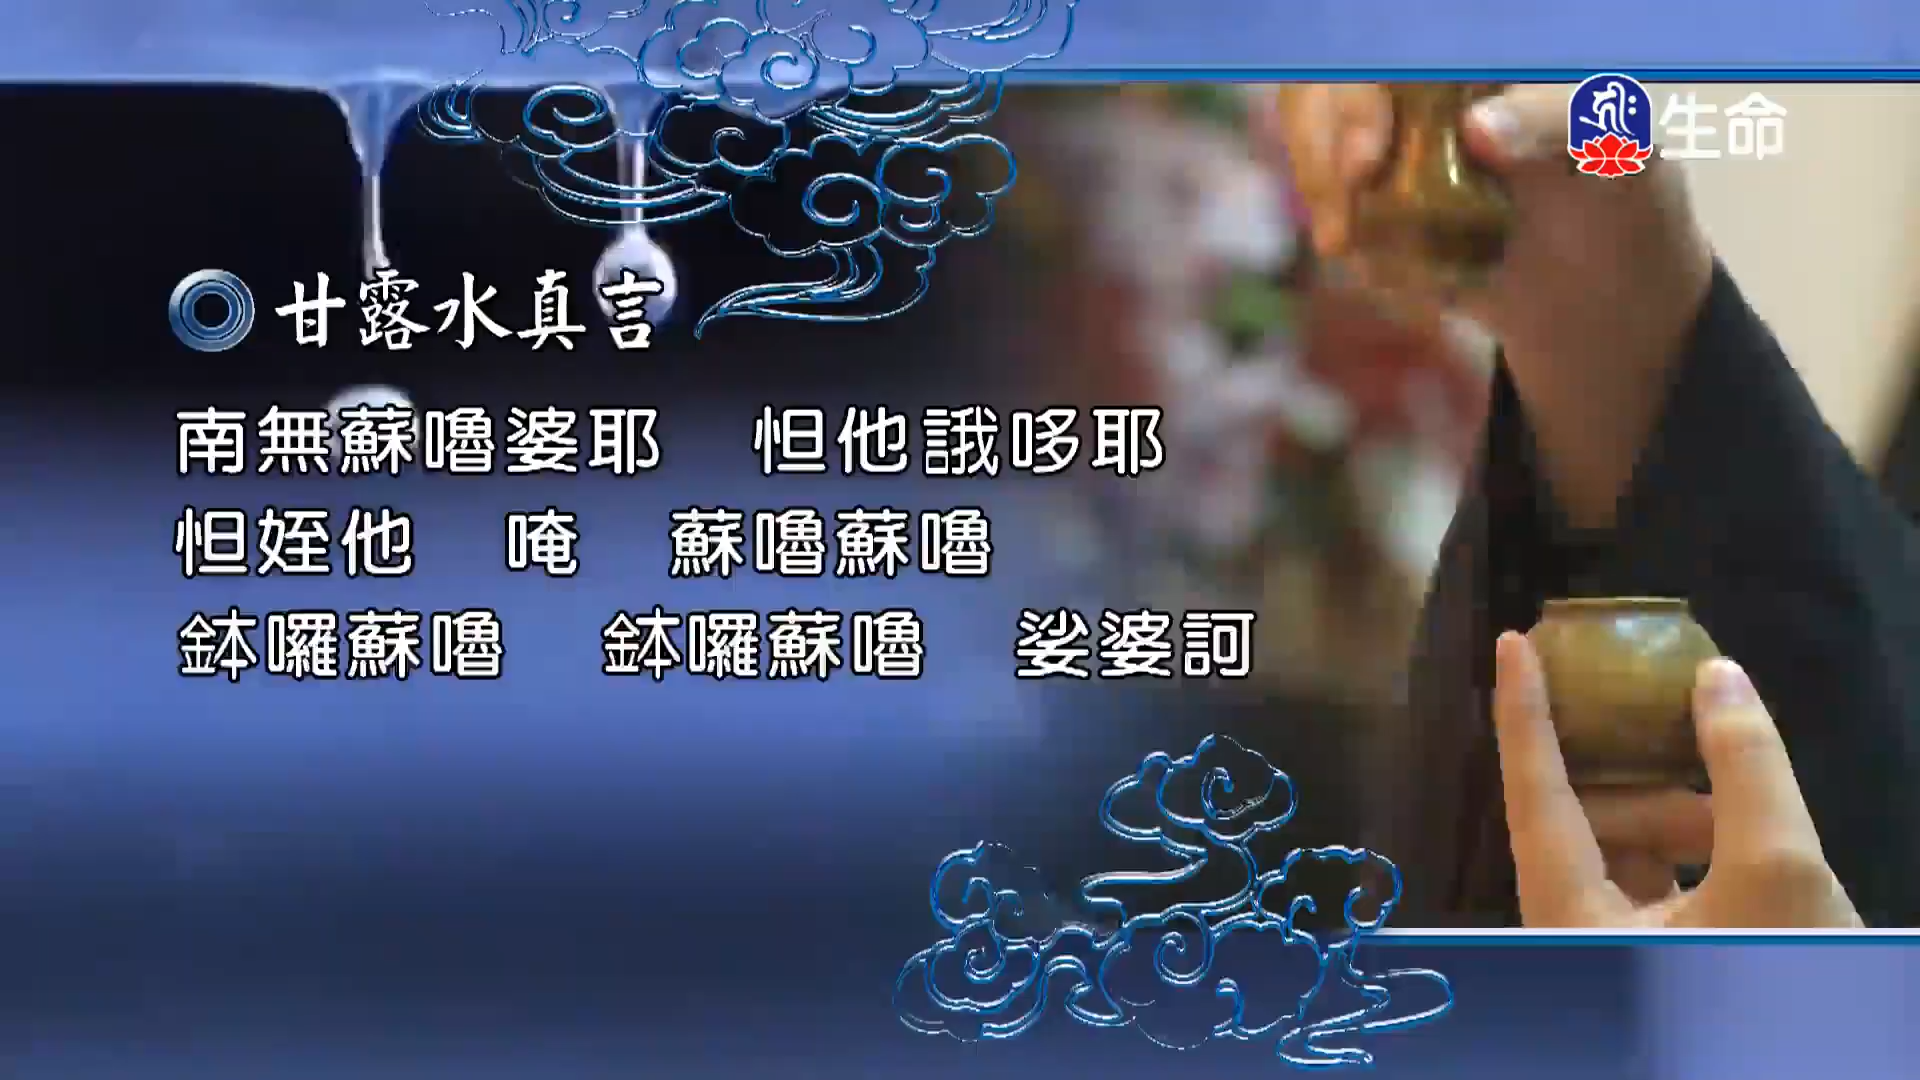 生命
甘露水真言
南無蘇嚕婆耶　怛他誐哆耶
怛姪他　唵　蘇嚕蘇嚕
鉢囉蘇嚕　鉢囉蘇嚕　娑婆訶